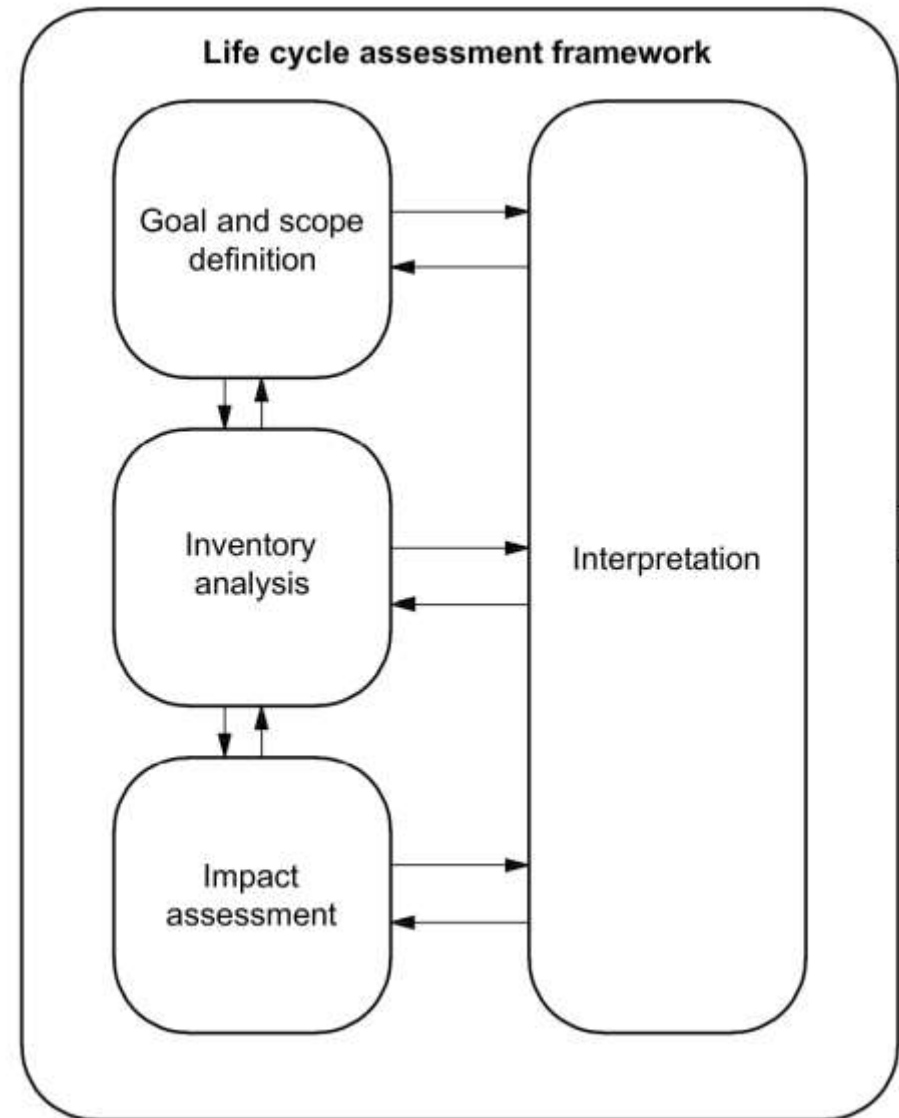 Life cycle assessment framework
Goal and scope
definition
Inventory
analysis
Interpretation
Impact
assessment